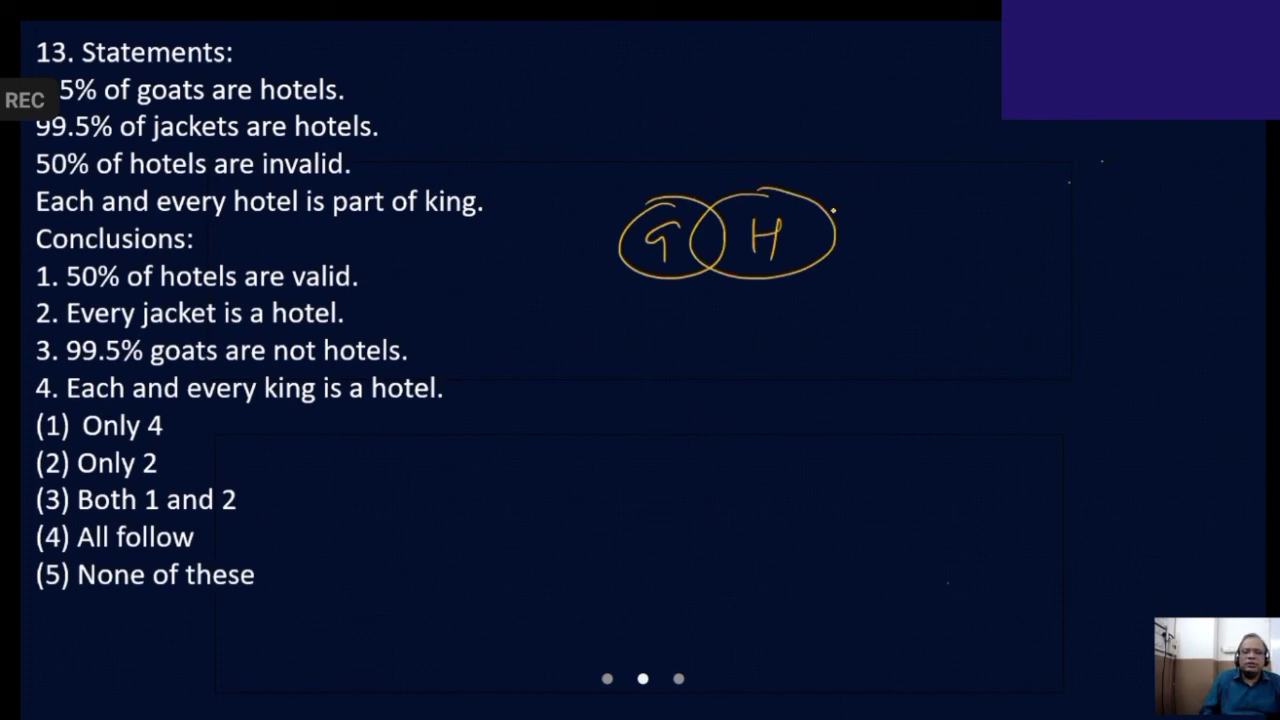 13. Statements:
5% of goats are hotels.
REC
99.5% of jackets are hotels.
50% of hotels are invalid.
Each and every hotel is part of king.
G H
Conclusions:
1. 50% of hotels are valid.
2. Every jacket is a hotel.
3. 99.5% goats are not hotels.
4. Each and every king is a hotel.
(1) Only 4
(2) Only 2
(3) Both 1 and 2
(4) All follow
(5) None of these